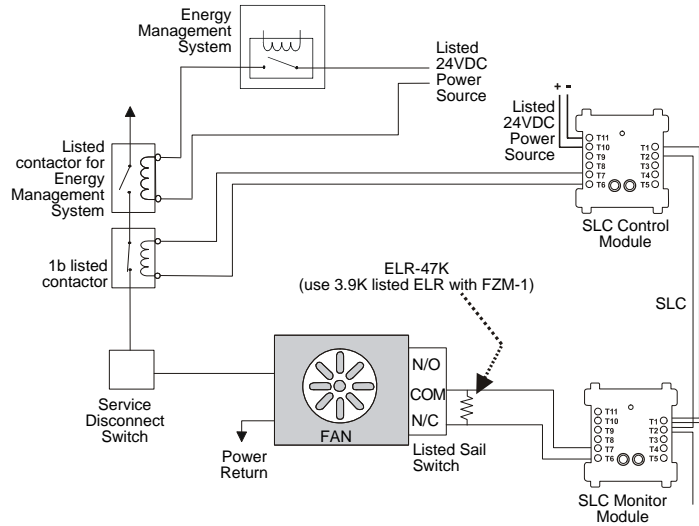 Energy
Management
System
Listed
24VDC
Power
Source
+ -
Listed
24VDC
Power
Source
T11
T10
T9
T8
T7
T6
T1
T2
T3
T4
T5
SLC Control
Module
Listed
contactor for
Energy
Management
System
1b listed
contactor
ELR-47K
(use 3.9K listed ELR with FZM-1)
SLC
Service
Disconnect
Switch
FAN
N/O
COM
N/C
Power
Return
Listed Sail
Switch
T11
T10
T9
T8
T7
T6
T1
T2
T3
T4
T5
SLC Monitor
Module